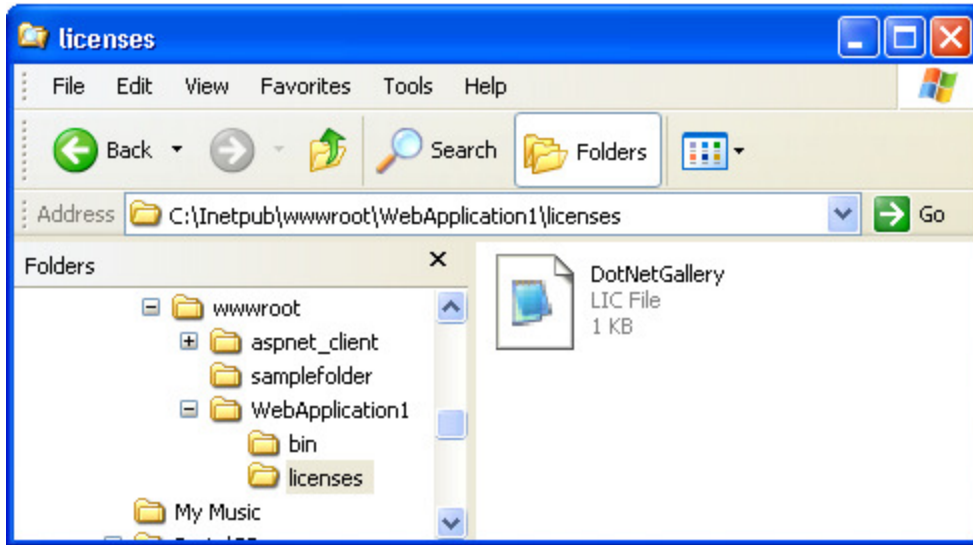 licenses
File Edit View Favorites Tools Help
Back Search Folders
Address C:\Inetpub\wwwroot\WebApplication1\licenses Go
Folders
wwwroot
aspnet_client
samplefolder
WebApplication1
bin
licenses
My Music
DotNetGallery
LIC File
1 KB